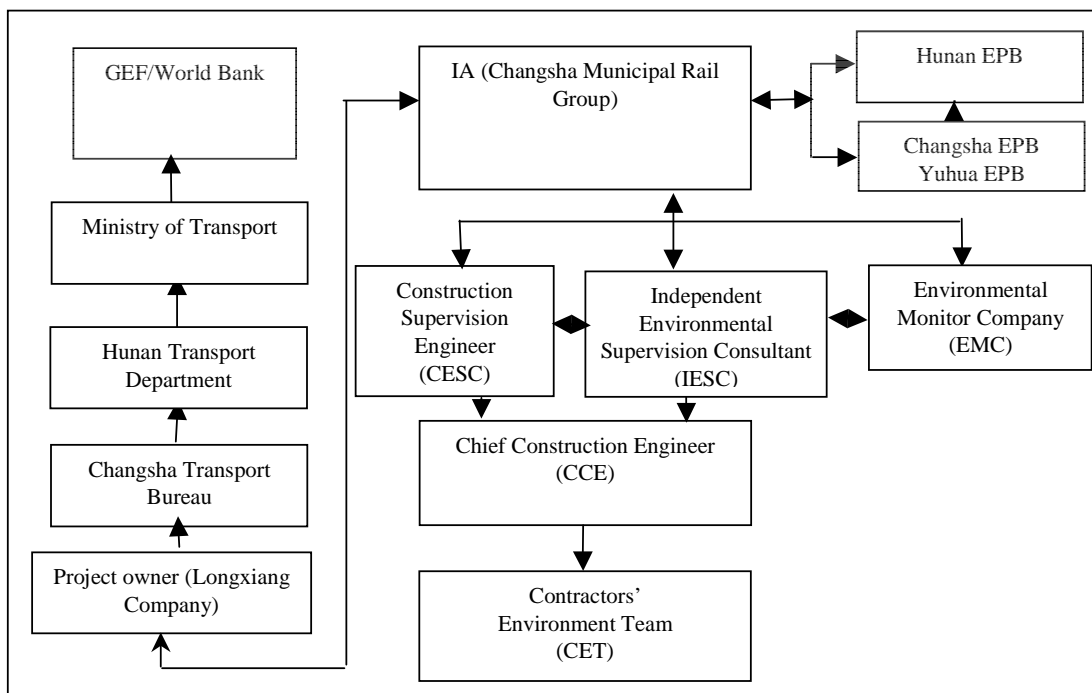 GEF/World Bank
IA (Changsha Municipal Rail
Group)
Hunan EPB
Changsha EPB
Yuhua EPB
Ministry of Transport
Hunan Transport
Department
Changsha Transport
Bureau
Project owner (Longxiang
Company)
Construction
Supervision
Engineer
(CESC)
Independent
Environmental
Supervision Consultant
(IESC)
Environmental
Monitor Company
(EMC)
Chief Construction Engineer
(CCE)
Contractors’
Environment Team
(CET)